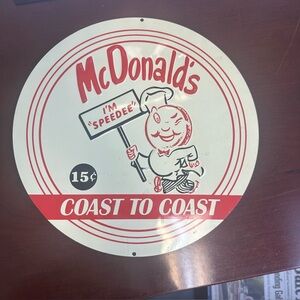 McDonald's
I'M
"SPEEDEE"
15¢
COAST TO COAST